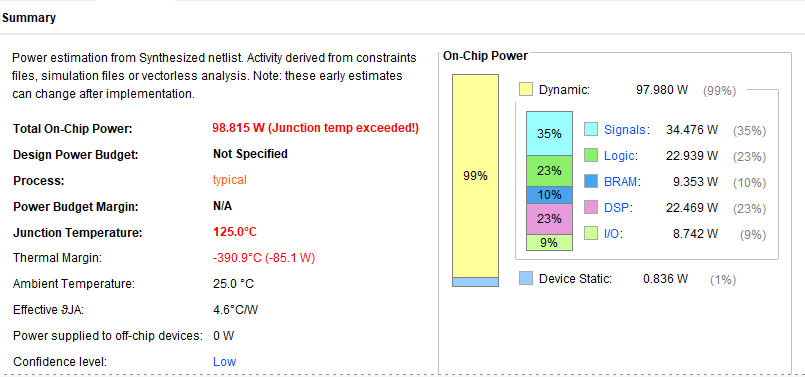 Summary
Power estimation from Synthesized netlist. Activity derived from constraints
files, simulation files or vectorless analysis. Note: these early estimates
can change after implementation.
Total On-Chip Power: 98.815 W (Junction temp exceeded!)
Design Power Budget: Not Specified
Process: typical
Power Budget Margin: N/A
Junction Temperature: 125.0°C
Thermal Margin: -390.9°C (-85.1 W)
Ambient Temperature: 25.0 °C
Effective ϑJA: 4.6°C/W
Power supplied to off-chip devices: 0 W
Confidence level: Low
On-Chip Power
99%
Dynamic: 97.980 W (99%)
35% Signals: 34.476 W (35%)
23% Logic: 22.939 W (23%)
10% BRAM: 9.353 W (10%)
23% DSP: 22.469 W (23%)
9% I/O: 8.742 W (9%)
Device Static: 0.836 W (1%)